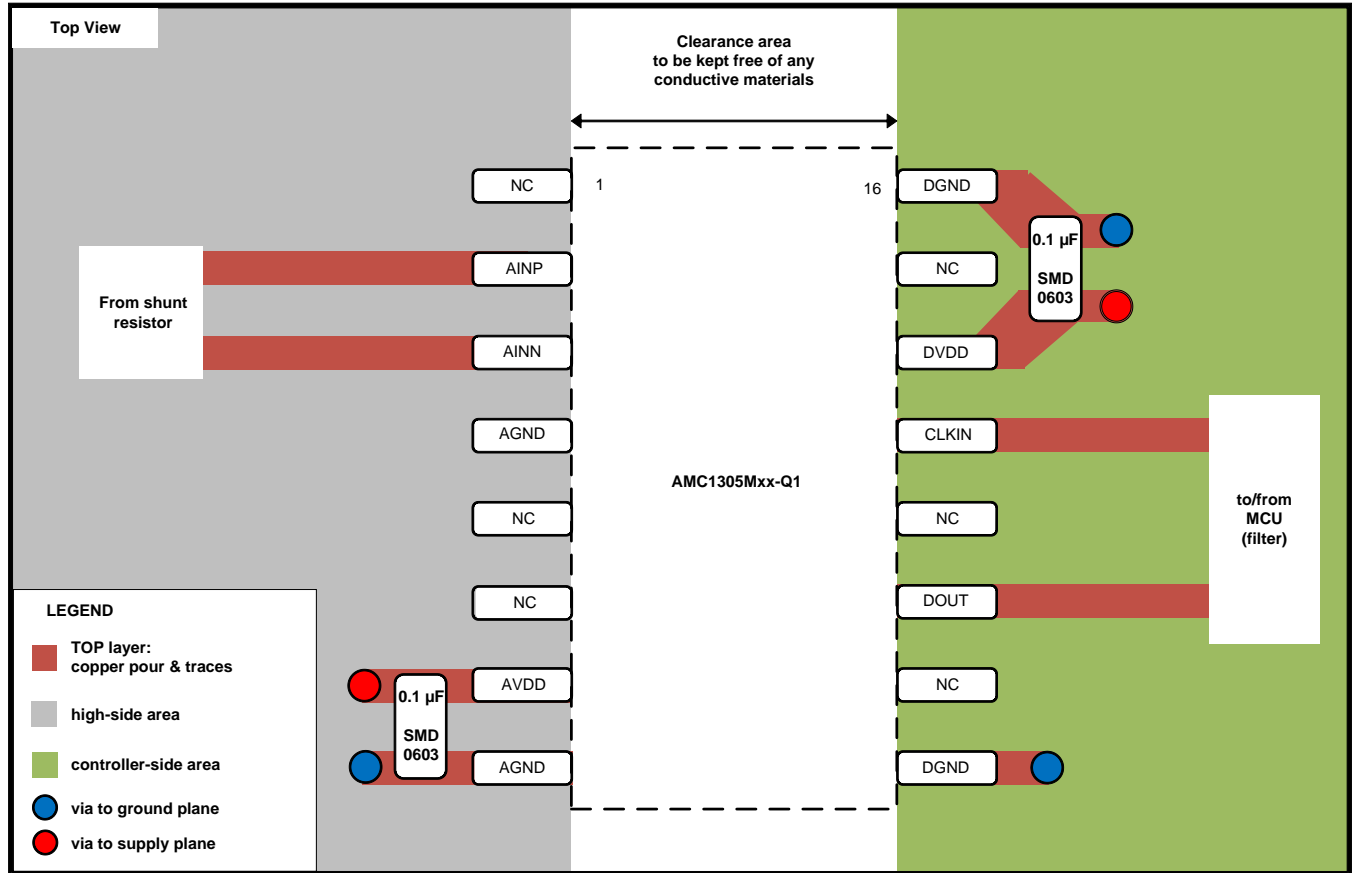 Top View
Clearance area
to be kept free of any
conductive materials
NC
1
16
DGND
0.1 µF
SMD
0603
AINP
NC
From shunt
resistor
AINN
DVDD
AGND
CLKIN
AMC1305Mxx-Q1
to/from
MCU
(filter)
NC
NC
NC
DOUT
AVDD
NC
0.1 µF
SMD
0603
AGND
DGND
LEGEND
TOP layer:
copper pour & traces
high-side area
controller-side area
via to ground plane
via to supply plane